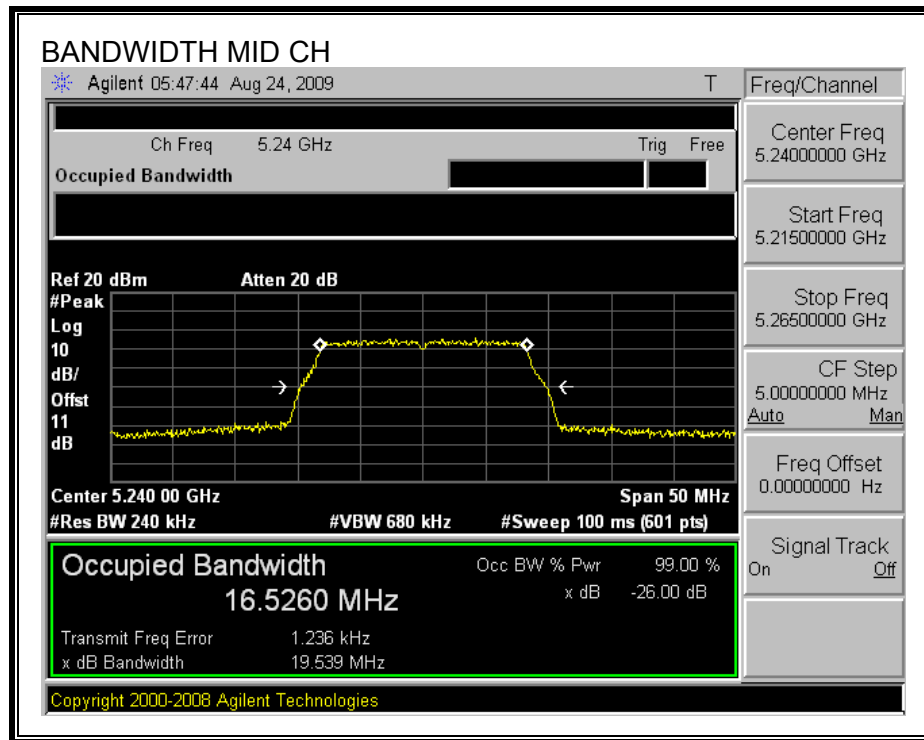 BANDWIDTH MID CH
Agilent 05:47:44 Aug 24, 2009 T
Freq/Channel
Ch Freq 5.24 GHz Trig Free
Occupied Bandwidth
Center Freq
5.24000000 GHz
Start Freq
5.21500000 GHz
Stop Freq
5.26500000 GHz
CF Step
5.00000000 MHz
Auto Man
Freq Offset
0.00000000 Hz
Signal Track
On Off
Ref 20 dBm Atten 20 dB
#Peak
Log
10
dB/
Offst
11
dB
Center 5.240 00 GHz Span 50 MHz
#Res BW 240 kHz #VBW 680 kHz #Sweep 100 ms (601 pts)
Occupied Bandwidth
16.5260 MHz
Occ BW % Pwr 99.00 %
x dB -26.00 dB
Transmit Freq Error 1.236 kHz
x dB Bandwidth 19.539 MHz
Copyright 2000-2008 Agilent Technologies